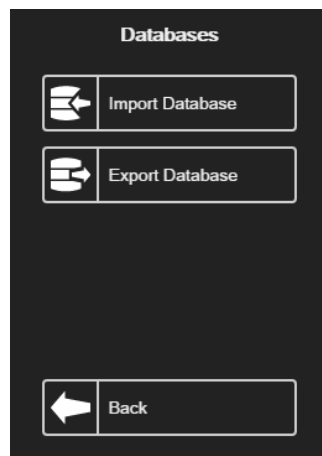 Databases
Import Database
Export Database
Back